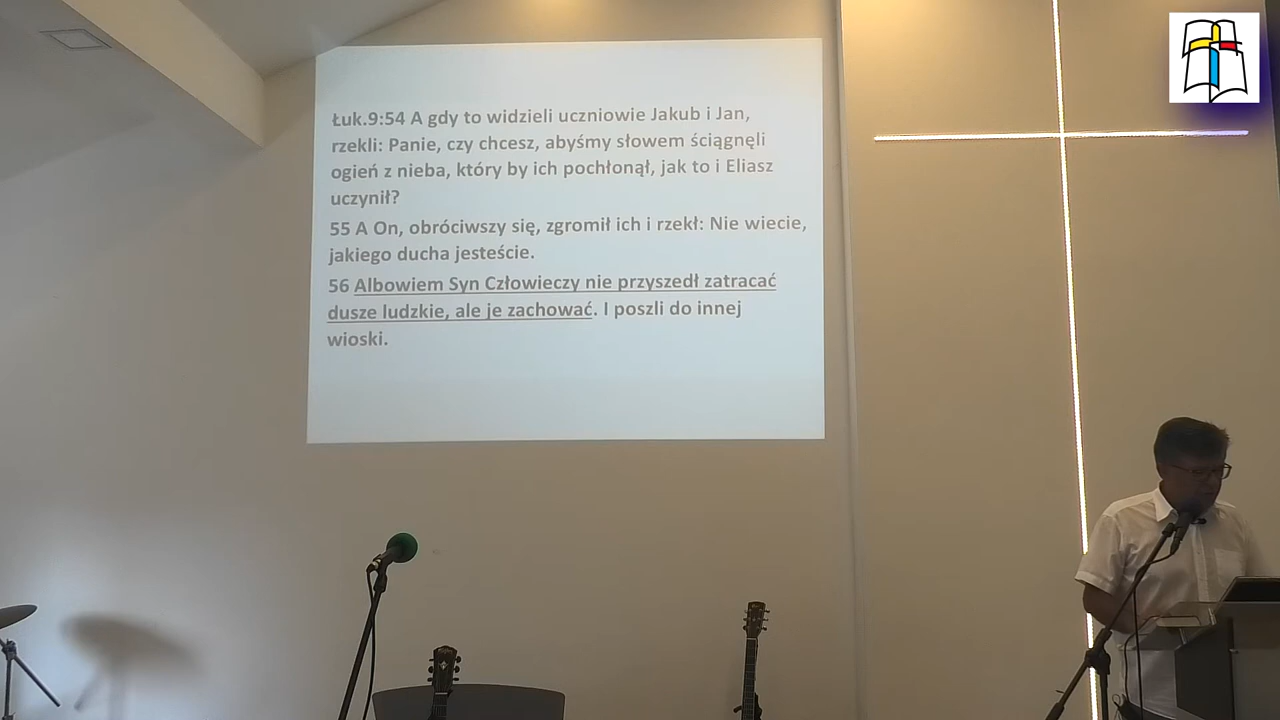 Łuk.9:54 A gdy to widzieli uczniowie Jakub i Jan,
rzekli: Panie, czy chcesz, abyśmy słowem ściągnęli
ogień z nieba, który by ich pochłonął, jak to i Eliasz
uczynił?
55 A On, obróciwszy się, zgromił ich i rzekł: Nie wiecie,
jakiego ducha jesteście.
56 Albowiem Syn Człowieczy nie przyszedł zatracać
dusze ludzkie, ale je zachować. I poszli do innej
wioski.